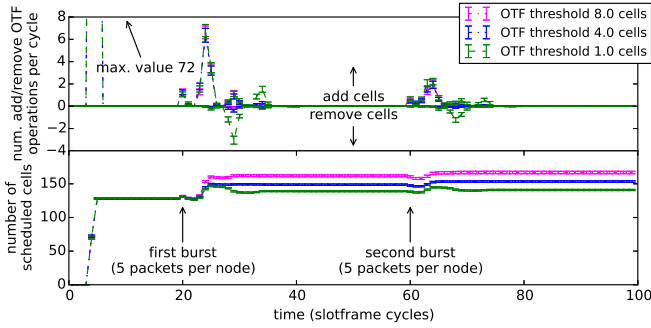 OTF threshold 8.0 cells
OTF threshold 4.0 cells
OTF threshold 1.0 cells
num. add/remove OTF
operations per cycle
8
6
4
2
0
−2
−4
max. value 72
add cells
remove cells
number of
scheduled cells
150
100
50
0
first burst
(5 packets per node)
second burst
(5 packets per node)
0
20
40
60
80
100
time (slotframe cycles)